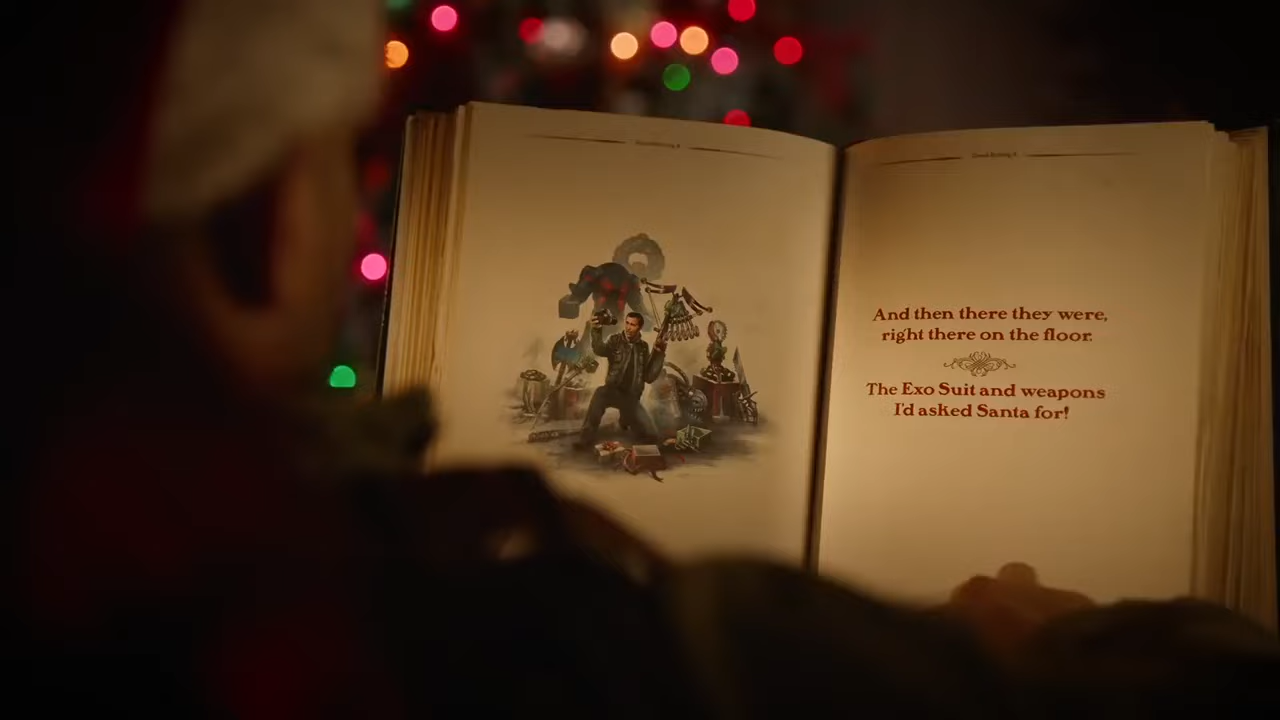 And then there they were,
right there on the floor.
The Exo Suit and weapons
I'd asked Santa for!